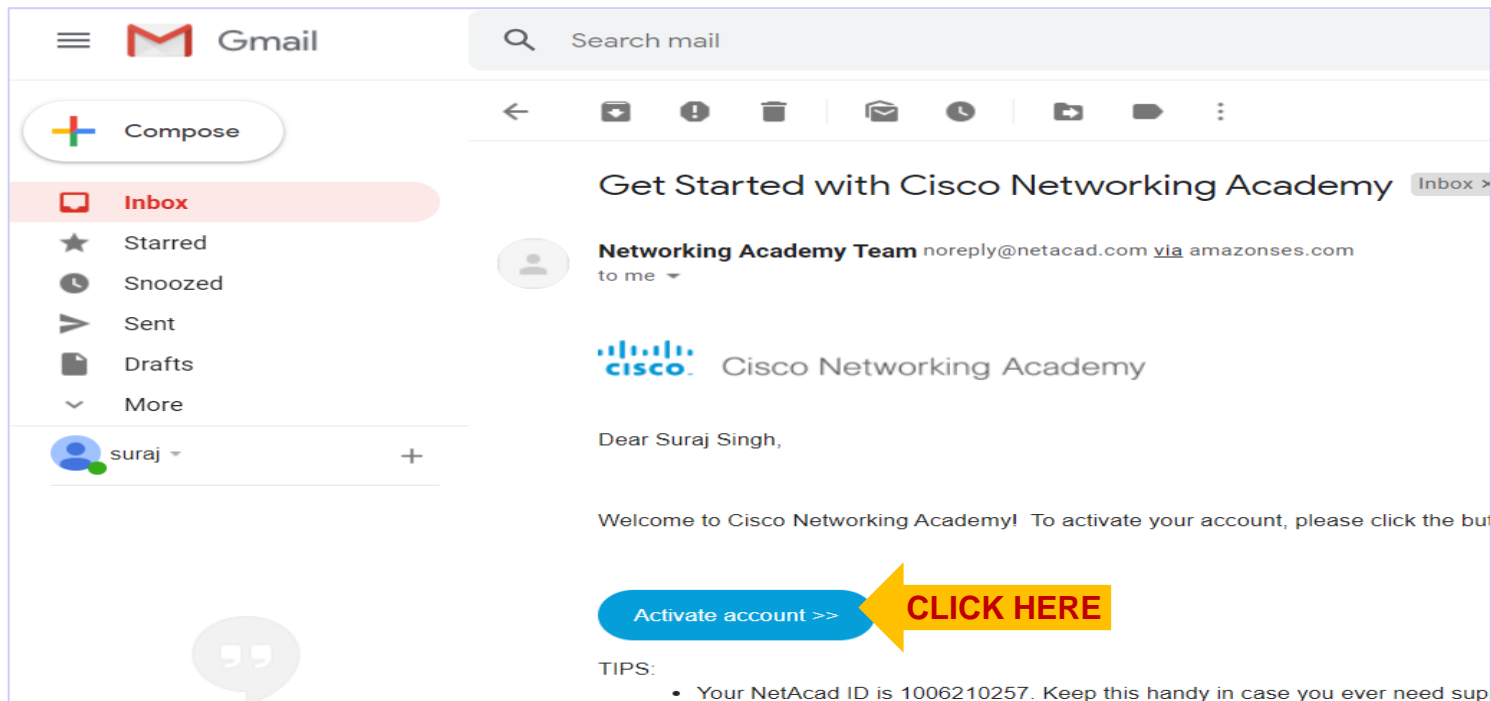 Gmail
Search mail
Compose
Inbox
Starred
Snoozed
Sent
Drafts
More
suraj
Get Started with Cisco Networking Academy Inbox ×
Networking Academy Team noreply@netacad.com via amazonses.com
to me
cisco. Cisco Networking Academy
Dear Suraj Singh,
Welcome to Cisco Networking Academy! To activate your account, please click the
Activate account >> CLICK HERE
TIPS:
• Your NetAcad ID is 1006210257. Keep this handy in case you ever need